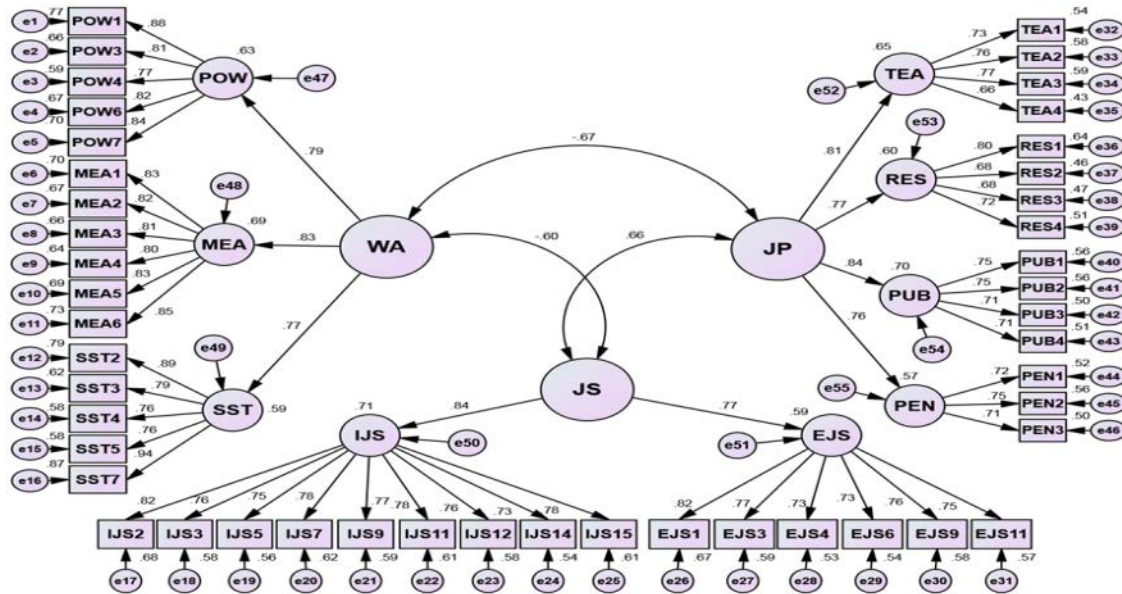 e1 .77 POW1 .88
e2 .66 POW3 .81
e3 .59 POW4 .77
e4 .67 POW6 .82
e5 .70 POW7 .84
POW .63 e47
.79
e6 .70 MEA1 .83
e7 .67 MEA2 .82
e8 .66 MEA3 .81
e9 .64 MEA4 .80
e10 .69 MEA5 .83
e11 .73 MEA6 .85
MEA .69 e48
.83
e12 .79 SST2 .89
e13 .62 SST3 .79
e14 .58 SST4 .76
e15 .58 SST5 .76
e16 .87 SST7 .94
SST .59 e49
.77
WA
-.67
-.60
.66
JP
JS
.81
.65 TEA e52
.73 TEA1 .54 e32
.76 TEA2 .58 e33
.77 TEA3 .59 e34
.66 TEA4 .43 e35
.77
.60 RES e53
.80 RES1 .64 e36
.68 RES2 .46 e37
.68 RES3 .47 e38
.72 RES4 .51 e39
.84
.70 PUB e54
.75 PUB1 .56 e40
.75 PUB2 .56 e41
.71 PUB3 .50 e42
.71 PUB4 .51 e43
.76
.57 PEN e55
.72 PEN1 .52 e44
.75 PEN2 .56 e45
.71 PEN3 .50 e46
.84
.71 IJS e50
.77
.59 EJS e51
.82 .76 .75 .78 .77 .78 .76 .73 .78
IJS2 IJS3 IJS5 IJS7 IJS9 IJS11 IJS12 IJS14 IJS15
.68 .58 .56 .62 .59 .61 .58 .54 .61
e17 e18 e19 e20 e21 e22 e23 e24 e25
.82 .77 .73 .73 .76 .75
EJS1 EJS3 EJS4 EJS6 EJS9 EJS11
.67 .59 .53 .54 .58 .57
e26 e27 e28 e29 e30 e31